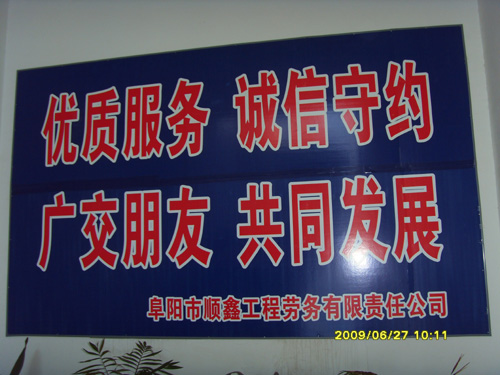 优质服务 诚信守约
广交朋友 共同发展
阜阳市顺鑫工程劳务有限责任公司
2009/06/27 10:11